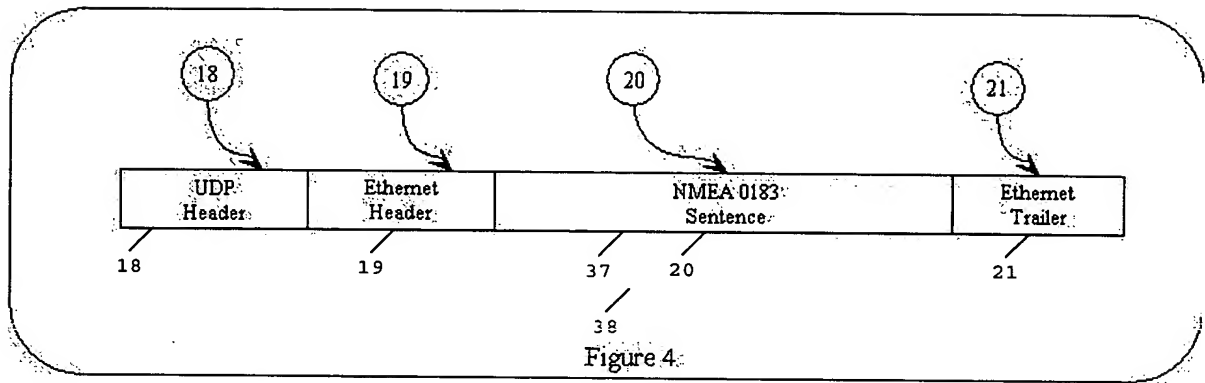 18 19 20 21
UDP Header
Ethernet Header
NMEA 0183 Sentence
Ethernet Trailer
18 19 37 20 21
38
Figure 4